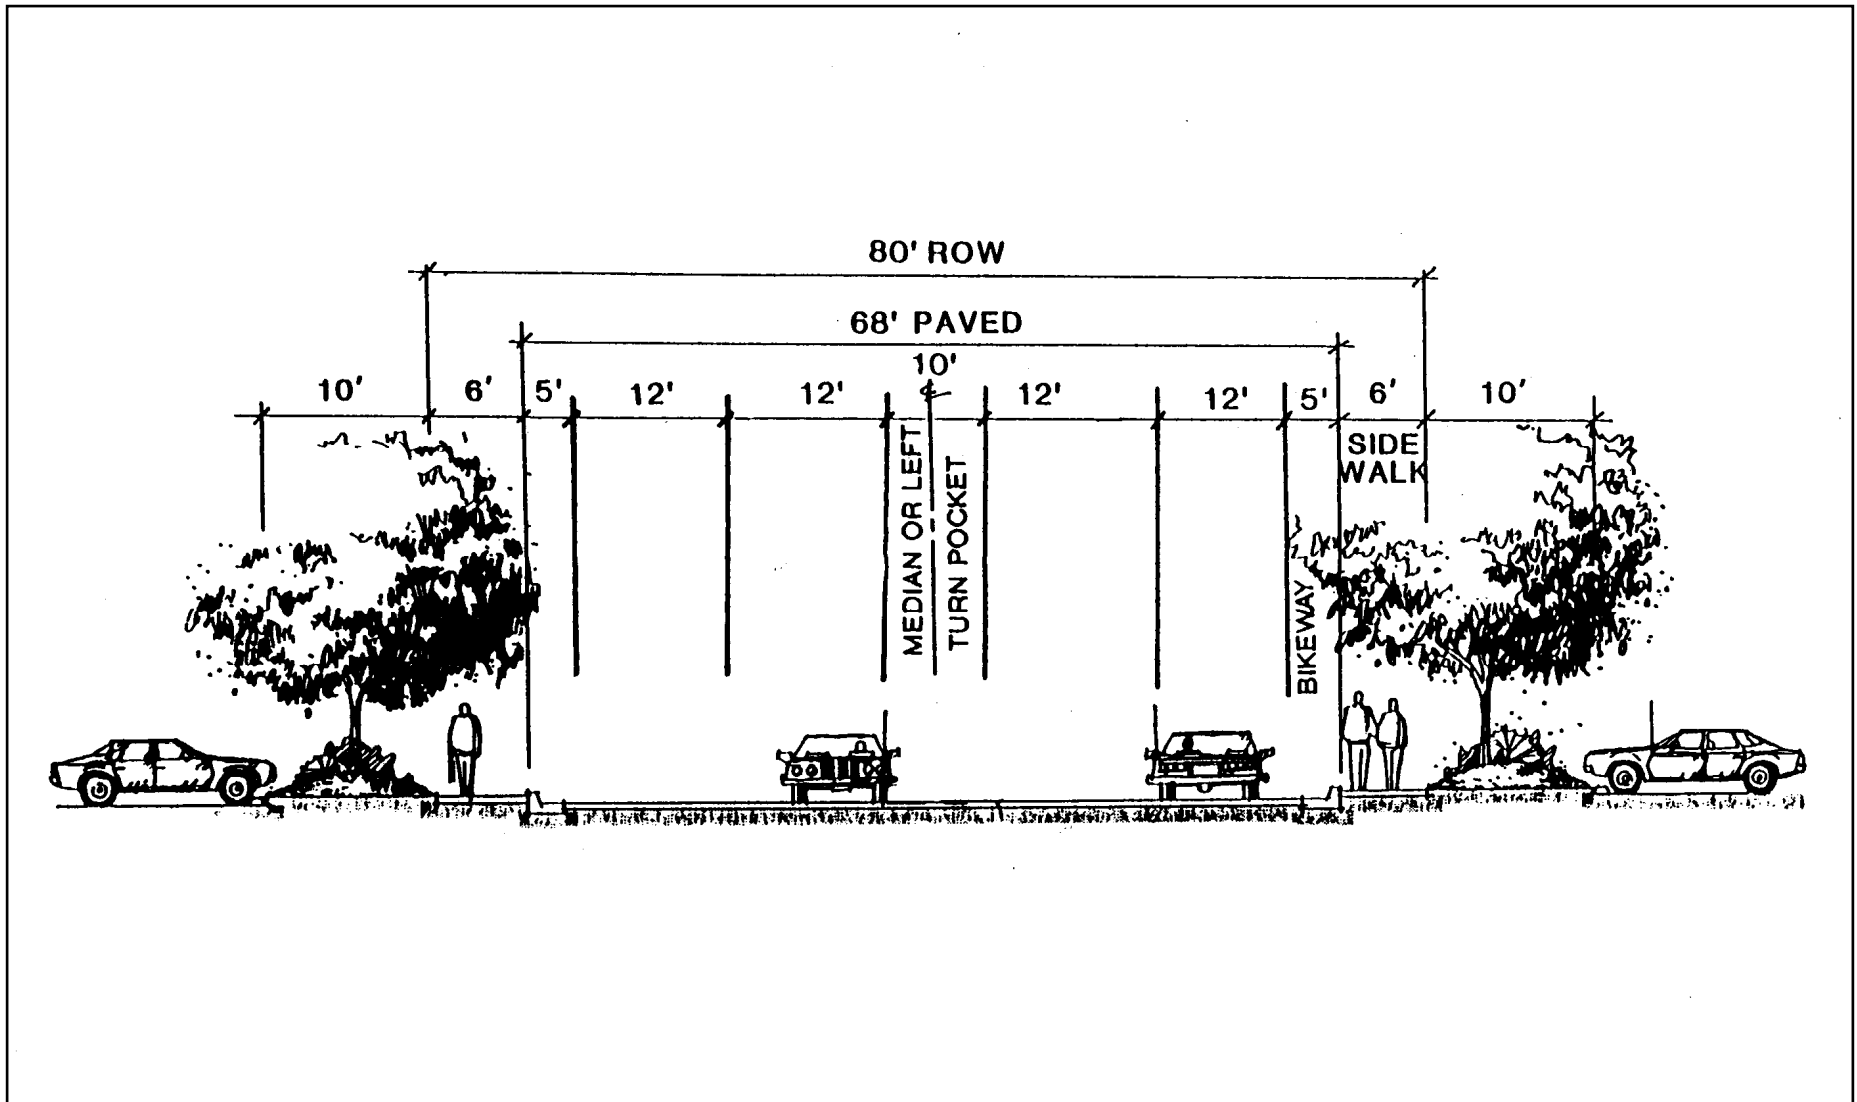 80' ROW
68' PAVED
10'
10' 6' 5' 12' 12' ℄ 12' 12' 5' 6' 10'
SIDE
WALK
MEDIAN OR LEFT
TURN POCKET
BIKEWAY